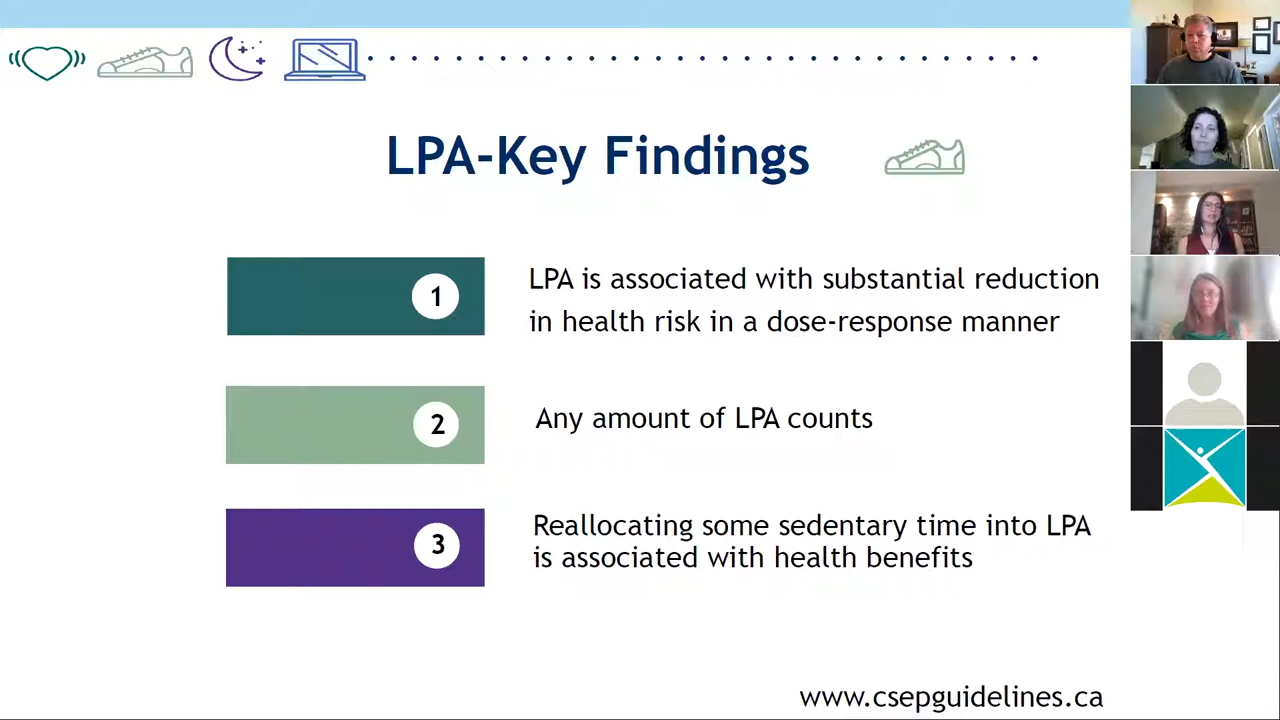 LPA-Key Findings
1
LPA is associated with substantial reduction
in health risk in a dose-response manner
2
Any amount of LPA counts
3
Reallocating some sedentary time into LPA
is associated with health benefits
www.csepguidelines.ca